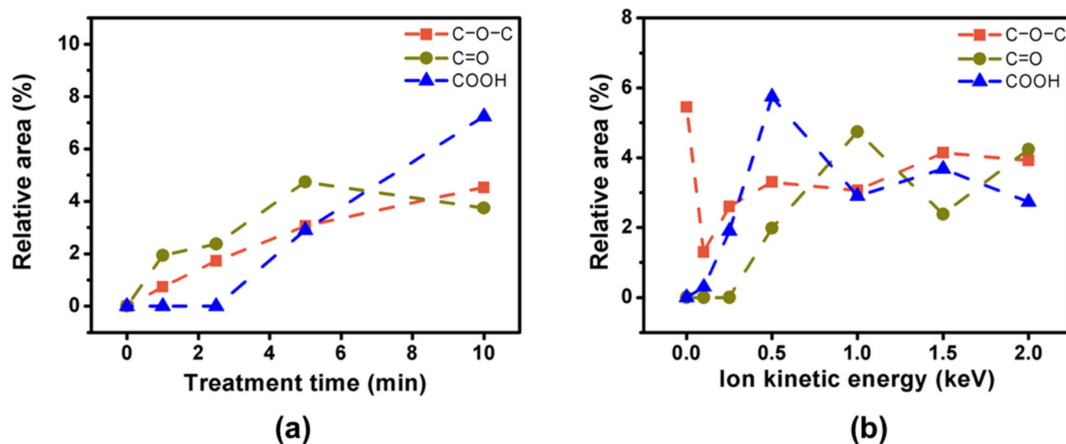 C-O-C
C=O
COOH
Relative area (%)
10
8
6
4
2
0
0 2 4 6 8 10
Treatment time (min)
(a)
C-O-C
C=O
COOH
Relative area (%)
8
6
4
2
0
0.0 0.5 1.0 1.5 2.0
Ion kinetic energy (keV)
(b)